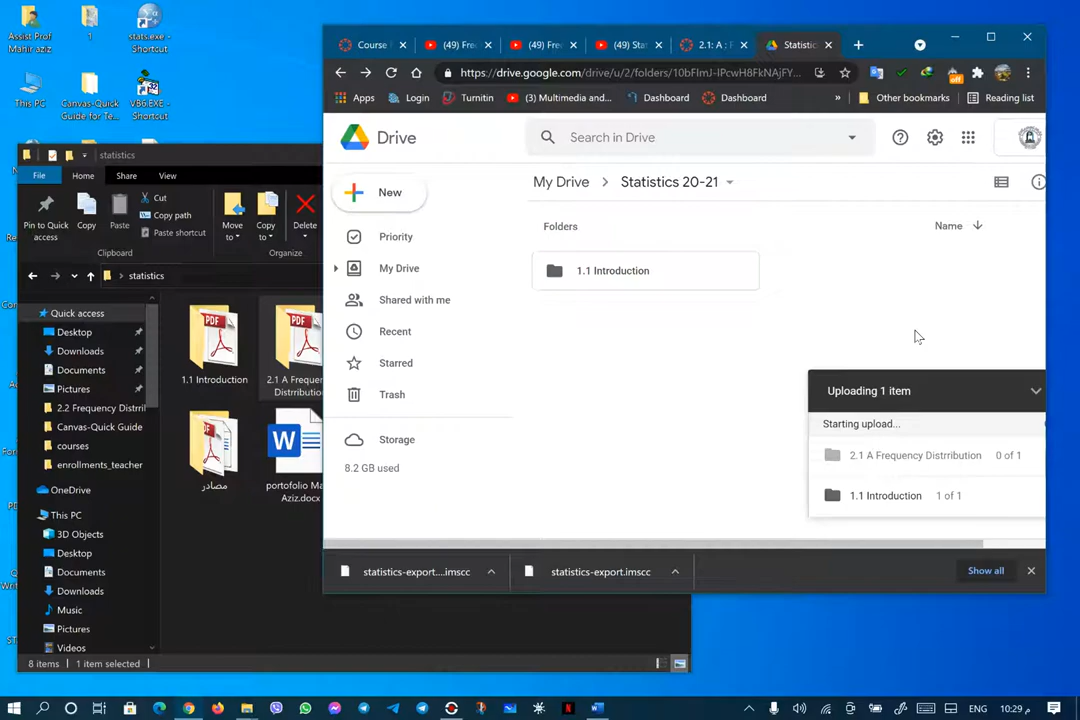 Assist Prof
Mahir aziz
1
stats.exe -
Shortcut
This PC
Canvas-Quick
Guide for Te...
VB6.EXE -
Shortcut
statistics
File
Home
Share
View
Pin to Quick
access
Copy
Paste
Cut
Copy path
Paste shortcut
Clipboard
Move
to
Copy
to
Delete
Organize
statistics
Quick access
Desktop
Downloads
Documents
Pictures
2.2 Frequency Distril
Canvas-Quick Guide
courses
enrollments_teacher
OneDrive
This PC
3D Objects
Desktop
Documents
Downloads
Music
Pictures
Videos
1.1 Introduction
2.1 A Frequen
Distrribution
مصادر
portofolio Ma
Aziz.docx
8 items
1 item selected
Course
(49) Fre
(49) Fre
(49) Sta
2.1: A ; F
Statistic
https://drive.google.com/drive/u/2/folders/10bFImJ-IPcwH8FkNAjFY...
Apps
Login
Turnitin
(3) Multimedia and...
Dashboard
Dashboard
»
Other bookmarks
Reading list
Drive
Search in Drive
New
My Drive
Statistics 20-21
Priority
My Drive
Shared with me
Recent
Starred
Trash
Storage
8.2 GB used
Folders
Name
1.1 Introduction
Uploading 1 item
Starting upload...
2.1 A Frequency Distrribution 0 of 1
1.1 Introduction 1 of 1
statistics-export....imscc
statistics-export.imscc
Show all
ENG
10:29 م